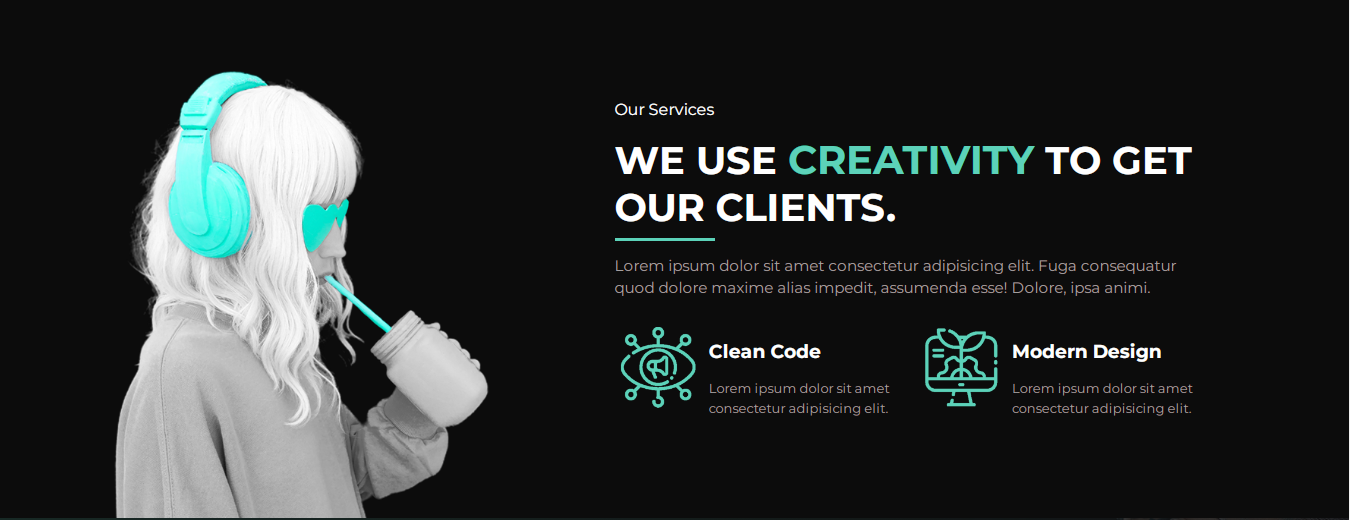 Our Services
WE USE CREATIVITY TO GET
OUR CLIENTS.
Lorem ipsum dolor sit amet consectetur adipisicing elit. Fuga consequatur
quod dolore maxime alias impedit, assumenda esse! Dolore, ipsa animi.
Clean Code
Lorem ipsum dolor sit amet
consectetur adipisicing elit.
Modern Design
Lorem ipsum dolor sit amet
consectetur adipisicing elit.